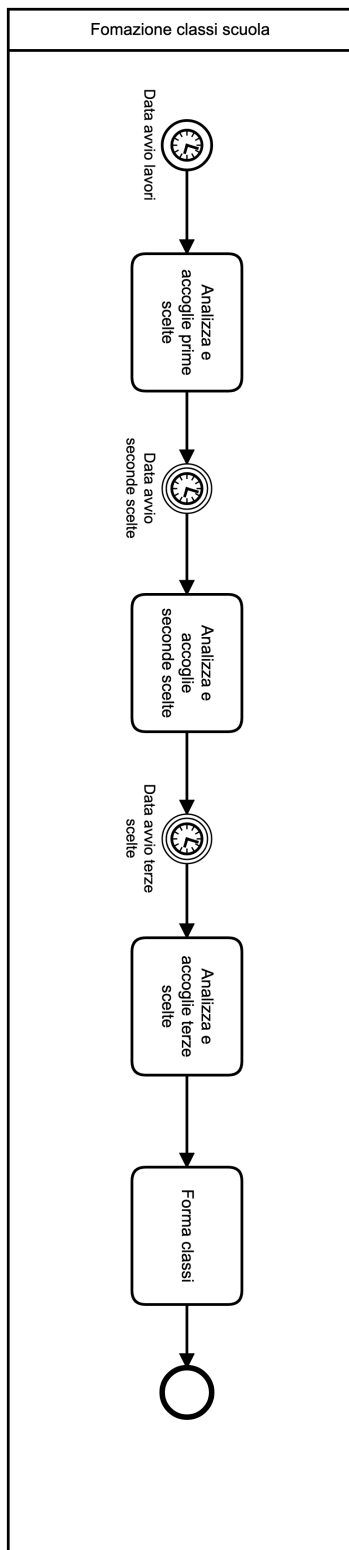 Fomazione classi scuola
Data avvio lavori
Analizza e
accoglie prime
scelte
Data avvio
seconde scelte
Analizza e
accoglie
seconde scelte
Data avvio terze
scelte
Analizza e
accoglie terze
scelte
Forma classi